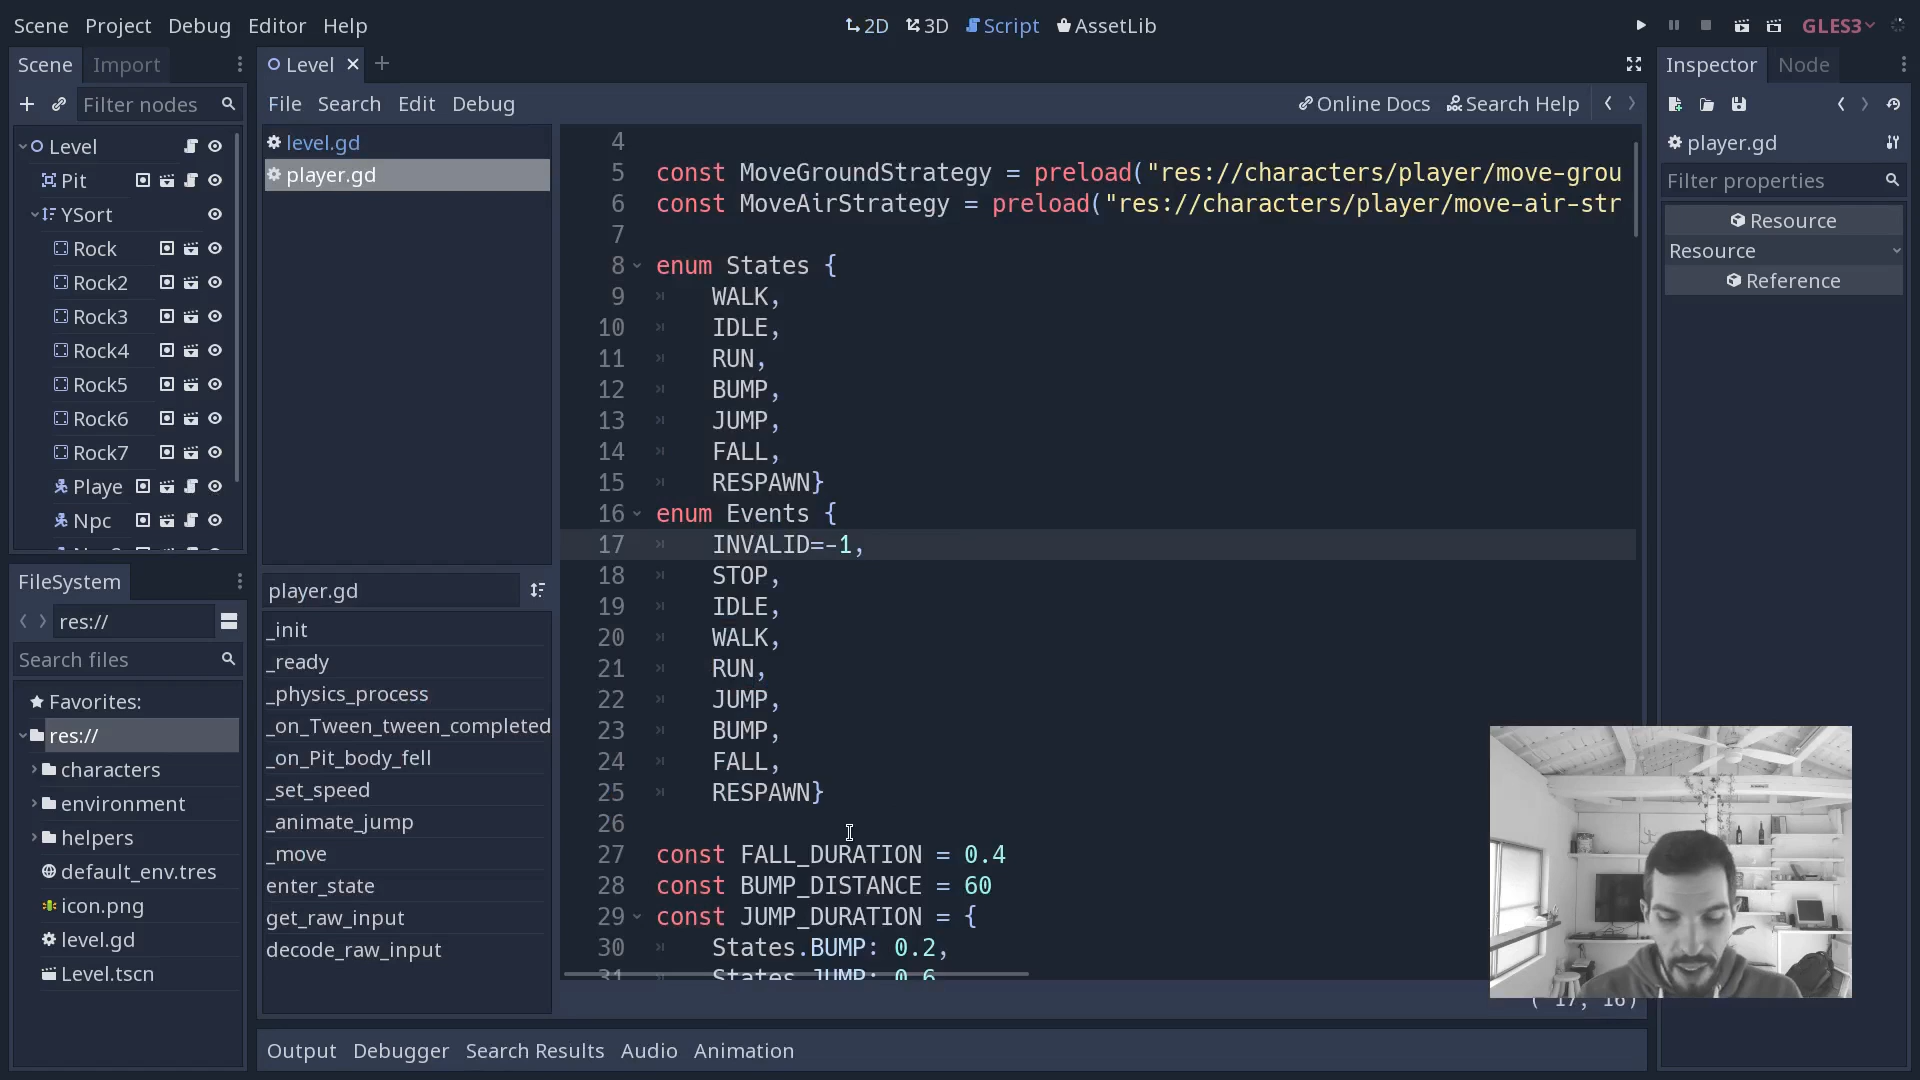 Scene Project Debug Editor Help
2D 3D Script AssetLib
GLES3
Scene Import
Filter nodes
Level
Pit
YSort
Rock
Rock2
Rock3
Rock4
Rock5
Rock6
Rock7
Playe
Npc
FileSystem
res://
Search files
Favorites:
res://
characters
environment
helpers
default_env.tres
icon.png
level.gd
Level.tscn
Level
File Search Edit Debug
Online Docs Search Help
level.gd
player.gd
player.gd
_init
_ready
_physics_process
_on_Tween_tween_completed
_on_Pit_body_fell
_set_speed
_animate_jump
_move
enter_state
get_raw_input
decode_raw_input
4
5 const MoveGroundStrategy = preload("res://characters/player/move-grou
6 const MoveAirStrategy = preload("res://characters/player/move-air-str
7
8 enum States {
9 WALK,
10 IDLE,
11 RUN,
12 BUMP,
13 JUMP,
14 FALL,
15 RESPAWN}
16 enum Events {
17 INVALID=-1,
18 STOP,
19 IDLE,
20 WALK,
21 RUN,
22 JUMP,
23 BUMP,
24 FALL,
25 RESPAWN}
26
27 const FALL_DURATION = 0.4
28 const BUMP_DISTANCE = 60
29 const JUMP_DURATION = {
30 States.BUMP: 0.2,
31 States.JUMP: 0.6
( 17, 16)
Output Debugger Search Results Audio Animation
Inspector Node
player.gd
Filter properties
Resource
Resource
Reference